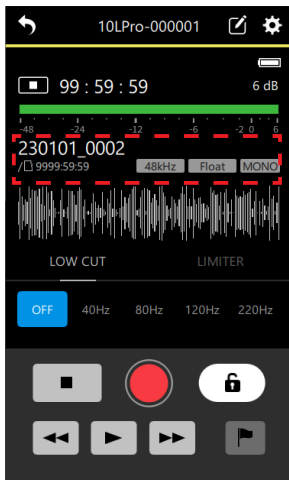 10LPro-000001
99 : 59 : 59 6 dB
-48 -24 -12 -6 -2 0 6
230101_0002
/ 9999:59:59 48kHz Float MONO
LOW CUT LIMITER
OFF 40Hz 80Hz 120Hz 220Hz